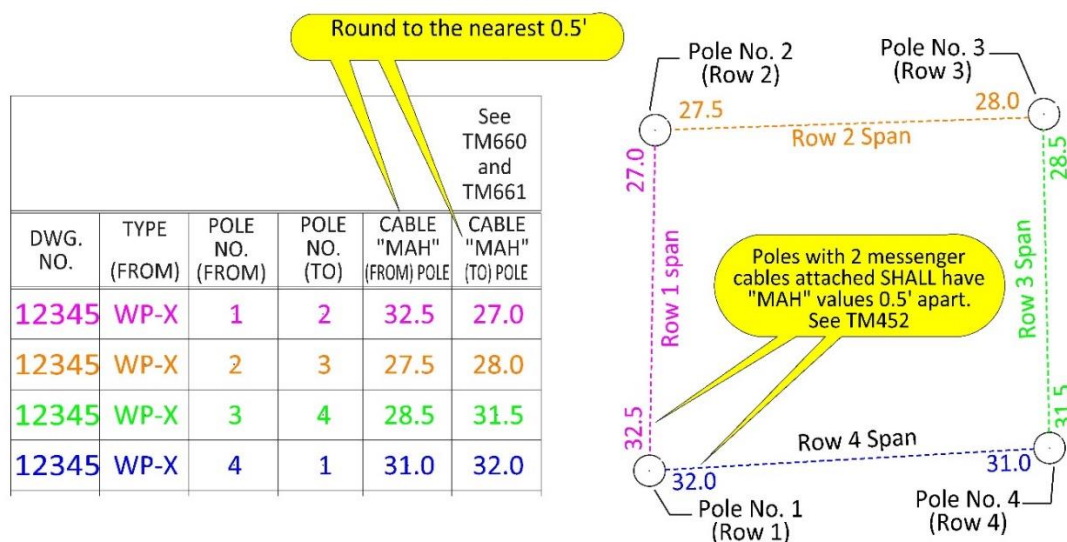 Round to the nearest 0.5'
See
TM660
and
TM661
DWG.
NO.
TYPE
(FROM)
POLE
NO.
(FROM)
POLE
NO.
(TO)
CABLE
"MAH"
(FROM) POLE
CABLE
"MAH"
(TO) POLE
12345 WP-X 1 2 32.5 27.0
12345 WP-X 2 3 27.5 28.0
12345 WP-X 3 4 28.5 31.5
12345 WP-X 4 1 31.0 32.0
Pole No. 2
(Row 2)
Pole No. 3
(Row 3)
27.5
28.0
Row 2 Span
27.0
28.5
Row 1 span
Row 3 Span
Poles with 2 messenger
cables attached SHALL have
"MAH" values 0.5' apart.
See TM452
32.5
31.5
Row 4 Span
32.0
31.0
Pole No. 1
(Row 1)
Pole No. 4
(Row 4)